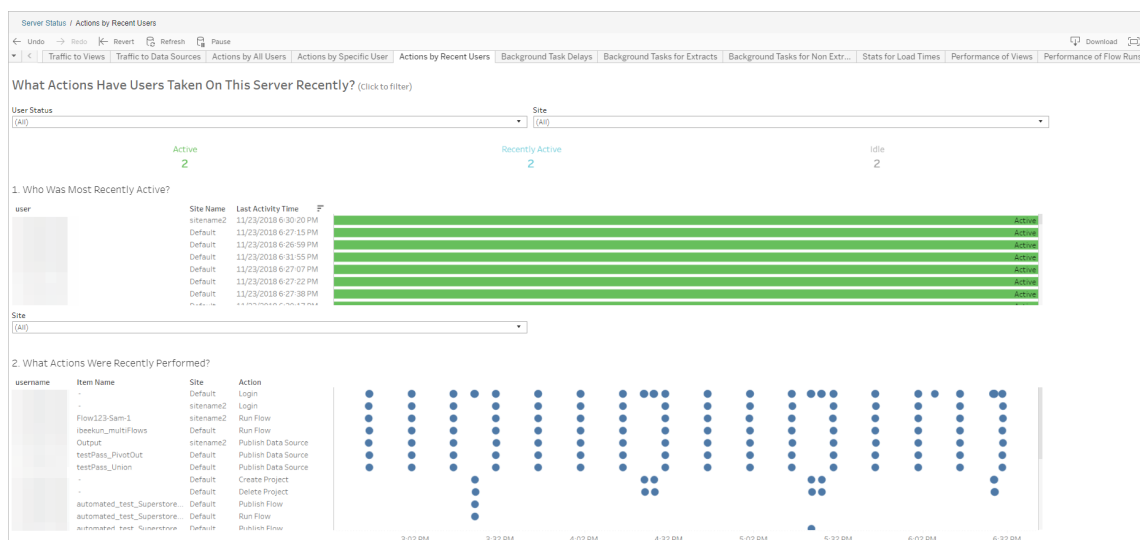 Server Status / Actions by Recent Users
← Undo → Redo Revert Refresh Pause Download
Traffic to Views Traffic to Data Sources Actions by All Users Actions by Specific User Actions by Recent Users Background Task Delays Background Tasks for Extracts Background Tasks for Non Extr... Stats for Load Times Performance of Views Performance of Flow Runs
What Actions Have Users Taken On This Server Recently? (Click to filter)
User Status Site
(All) (All)
Active Recently Active Idle
2 2 2
1. Who Was Most Recently Active?
user Site Name Last Activity Time
sitename2 11/23/2018 6:30:20 PM Active
Default 11/23/2018 6:27:15 PM Active
Default 11/23/2018 6:26:59 PM Active
Default 11/23/2018 6:31:55 PM Active
Default 11/23/2018 6:27:07 PM Active
Default 11/23/2018 6:27:22 PM Active
Default 11/23/2018 6:27:38 PM Active
Site
(All)
2. What Actions Were Recently Performed?
username Item Name Site Action
- Default Login
- sitename2 Login
Flow123-Sam-1 sitename2 Run Flow
ibeekun_multiFlows Default Run Flow
Output sitename2 Publish Data Source
testPass_PivotOut Default Publish Data Source
testPass_Union Default Publish Data Source
- Default Create Project
- Default Delete Project
automated_test_Superstore... Default Publish Flow
automated_test_Superstore... Default Run Flow
automated_test_Superstore... Default Publish Flow
3:02 PM 3:32 PM 4:02 PM 4:32 PM 5:02 PM 5:32 PM 6:02 PM 6:32 PM